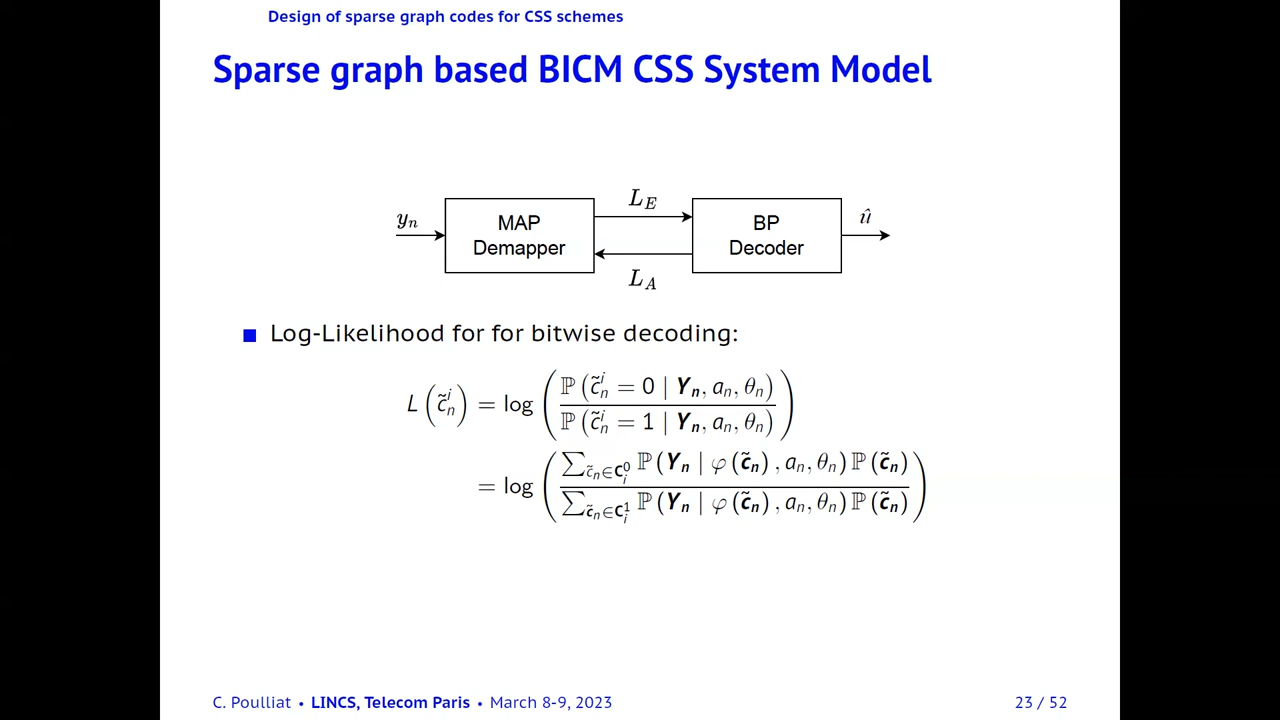 Design of sparse graph codes for CSS schemes
Sparse graph based BICM CSS System Model
y_n
MAP
Demapper
L_E
L_A
BP
Decoder
û
Log-Likelihood for for bitwise decoding:
L(c̃_n^i) = log(ℙ(c̃_n^i = 0 | Y_n, a_n, θ_n) / ℙ(c̃_n^i = 1 | Y_n, a_n, θ_n))
= log(∑_{c̃_n∈C_i^0} ℙ(Y_n | φ(c̃_n), a_n, θ_n) ℙ(c̃_n) / ∑_{c̃_n∈C_i^1} ℙ(Y_n | φ(c̃_n), a_n, θ_n) ℙ(c̃_n))
C. Poulliat • LINCS, Telecom Paris • March 8-9, 2023 23 / 52